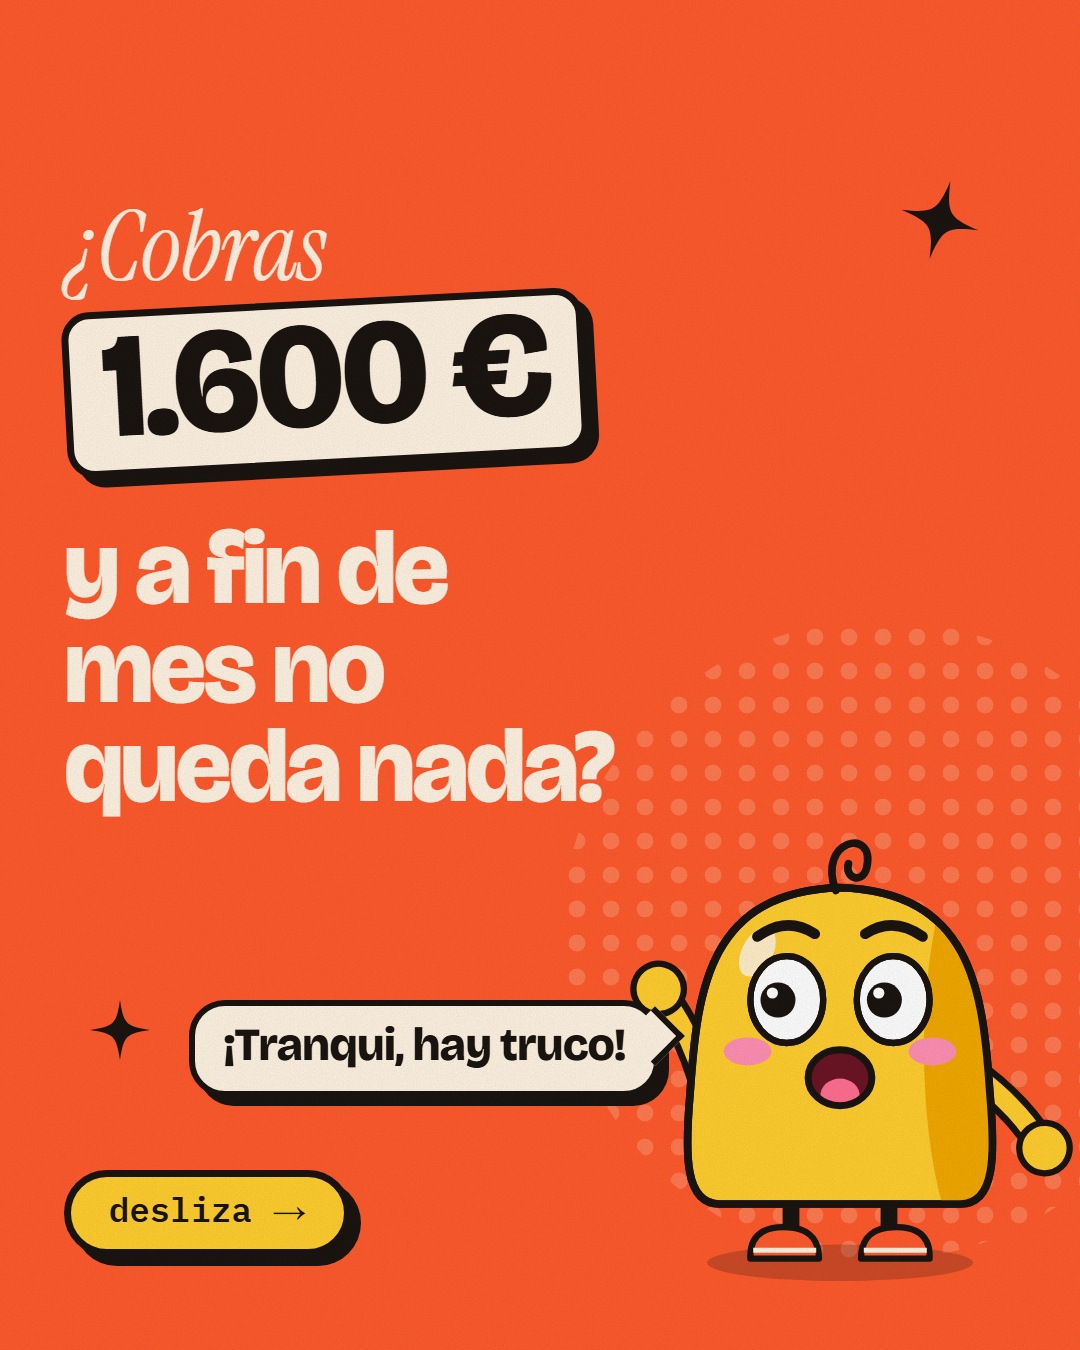 ¿Cobras
1.600 €
y a fin de
mes no
queda nada?
¡Tranqui, hay truco!
desliza →